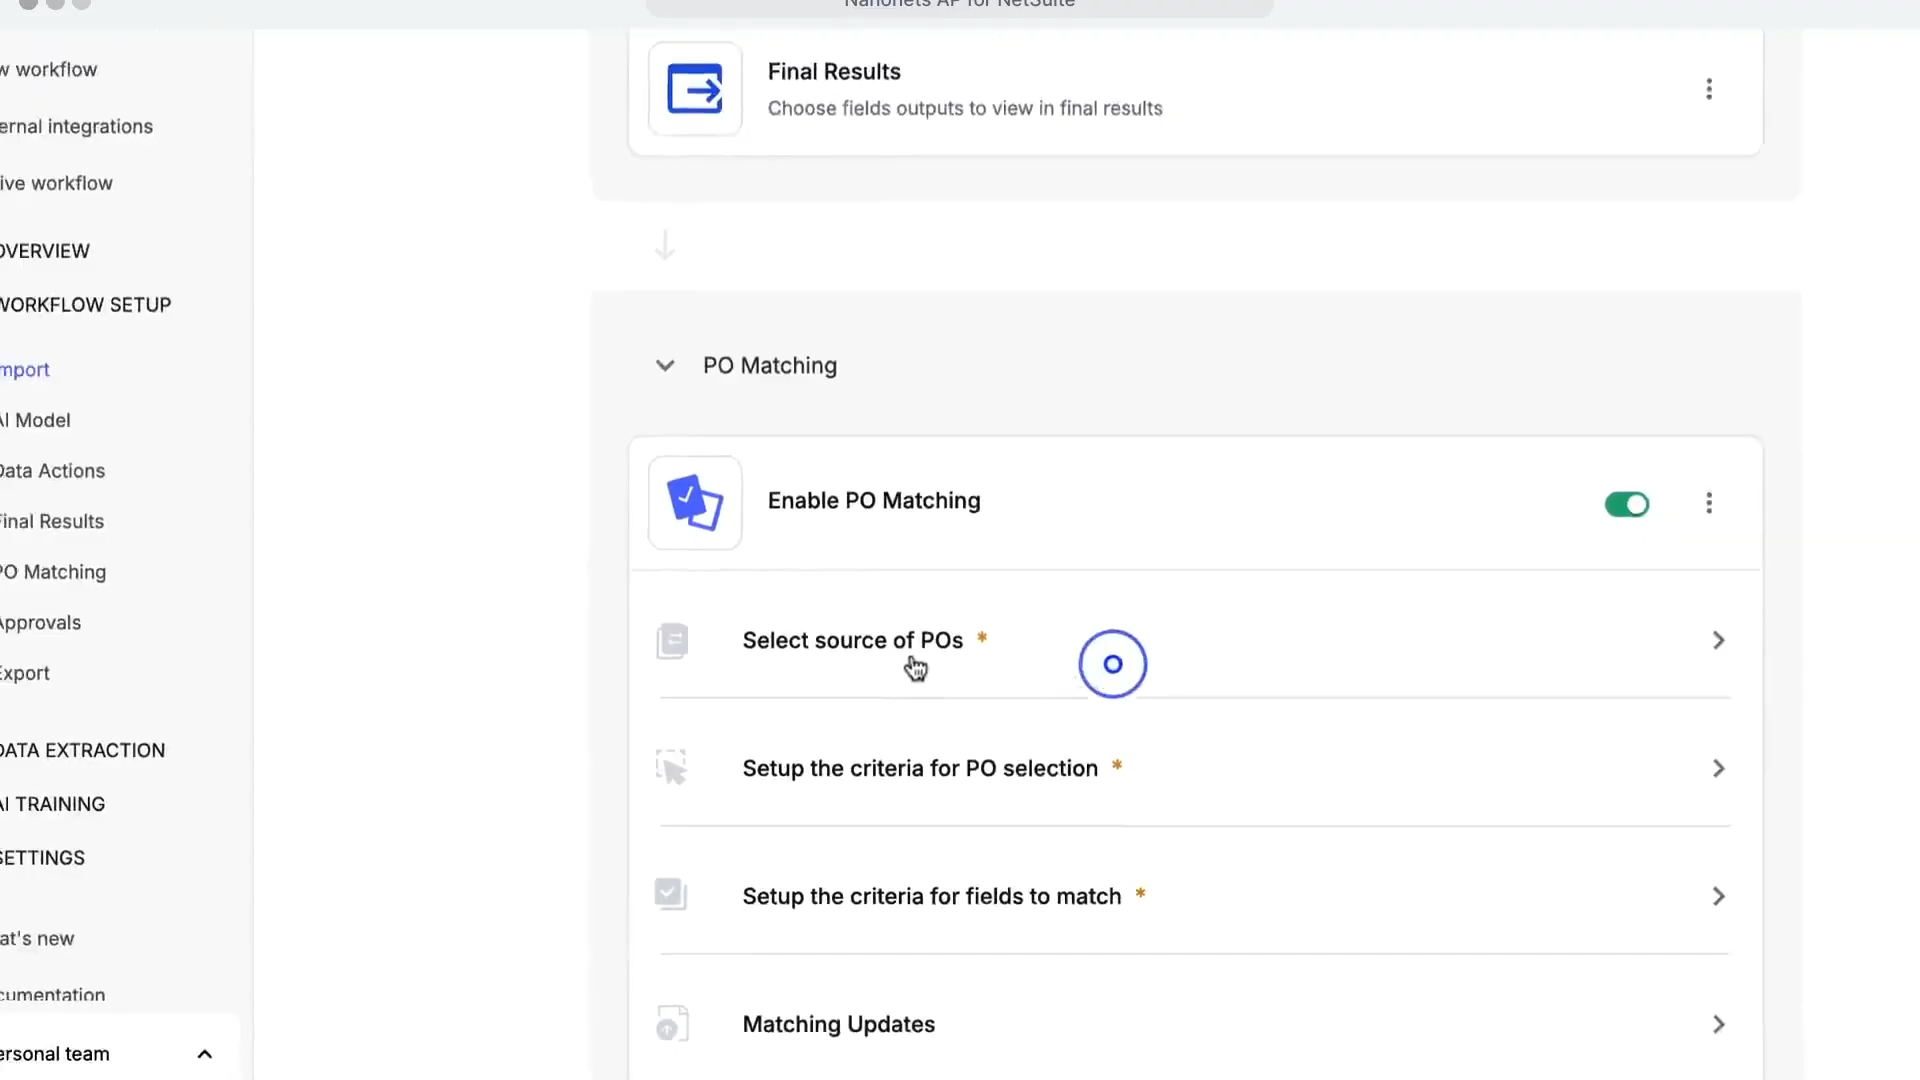 Nanonets AP for NetSuite
w workflow
ernal integrations
ive workflow
OVERVIEW
WORKFLOW SETUP
mport
AI Model
Data Actions
Final Results
PO Matching
Approvals
Export
DATA EXTRACTION
AI TRAINING
SETTINGS
at's new
cumentation
ersonal team
Final Results
Choose fields outputs to view in final results
PO Matching
Enable PO Matching
Select source of POs *
Setup the criteria for PO selection *
Setup the criteria for fields to match *
Matching Updates